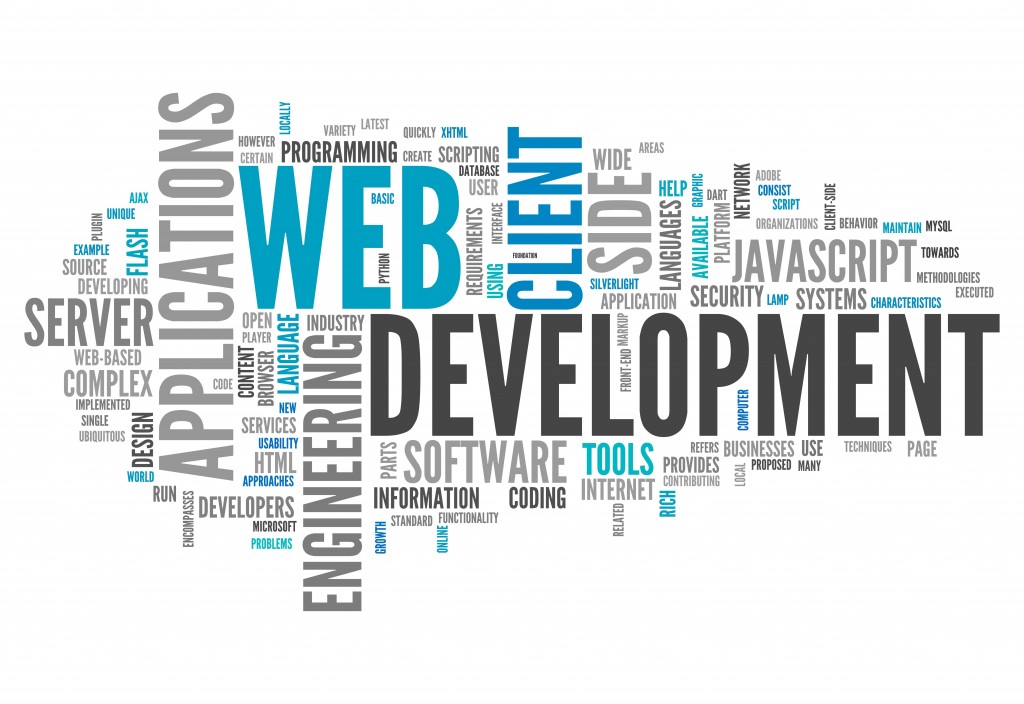 APPLICATIONS
LOCALLY
HOWEVER
CERTAIN
VARIETY
LATEST
QUICKLY
XHTML
PROGRAMMING
CREATE
SCRIPTING
DATABASE
USER
WEB
BASIC
PYTHON
REQUIREMENTS
INTERFACE
USING
FOUNDATION
CLIENT
WIDE
AREAS
SIDE
SILVERLIGHT
APPLICATION
HELP
LANGUAGES
GRAPHIC
AVAILABLE
DART
PLATFORM
NETWORK
ADOBE
CONSIST
SCRIPT
ORGANIZATIONS
CLIENT-SIDE
BEHAVIOR
MAINTAIN
MYSQL
JAVASCRIPT
TOWARDS
METHODOLOGIES
EXECUTED
SECURITY
LAMP
SYSTEMS
CHARACTERISTICS
AJAX
UNIQUE
PLUGIN
EXAMPLE
FLASH
SOURCE
DEVELOPING
SERVER
WEB-BASED
COMPLEX
IMPLEMENTED
SINGLE
UBIQUITOUS
DESIGN
WORLD
RUN
ENCOMPASSES
OPEN
PLAYER
CODE
CONTENT
BROWSER
LANGUAGE
INDUSTRY
ENGINEERING
NEW
SERVICES
USABILITY
HTML
APPROACHES
DEVELOPERS
MICROSOFT
PROBLEMS
DEVELOPMENT
FRONT-END
MARKUP
COMPUTER
PARTS
SOFTWARE
TOOLS
REFERS
BUSINESSES
USE
TECHNIQUES
PAGE
PROVIDES
CONTRIBUTING
LOCAL
PROPOSED
MANY
INFORMATION
CODING
INTERNET
RICH
RELATED
GROWTH
STANDARD
FUNCTIONALITY
ONLINE